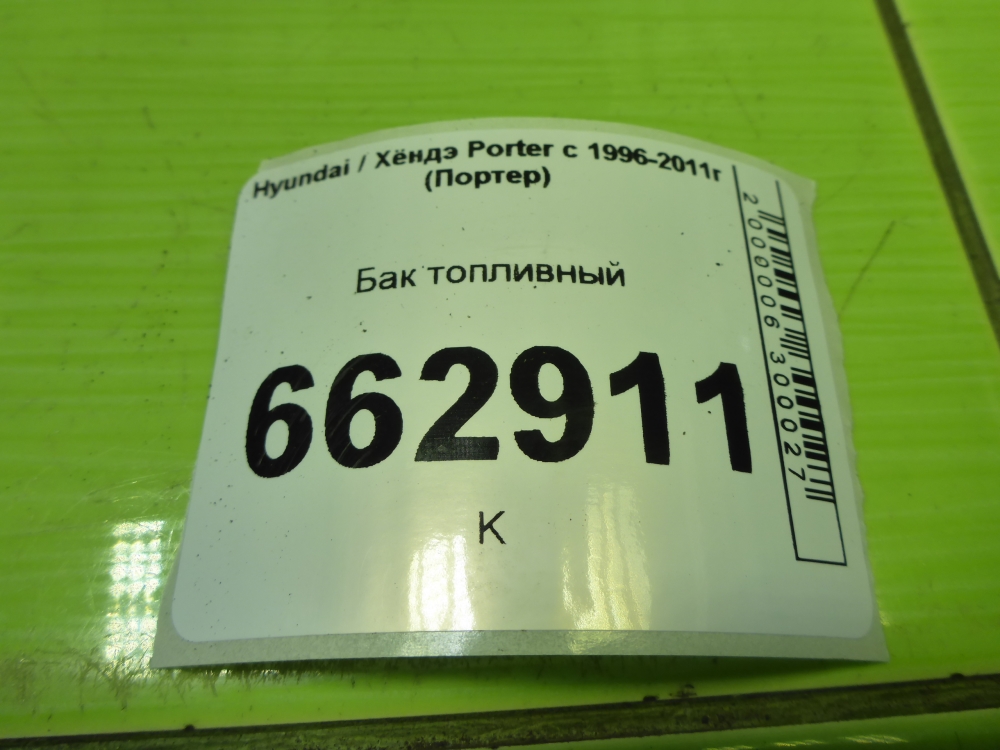 Hyundai / Хёндэ Porter с 1996-2011г
(Портер)
Бак топливный
662911
К
2000006300027